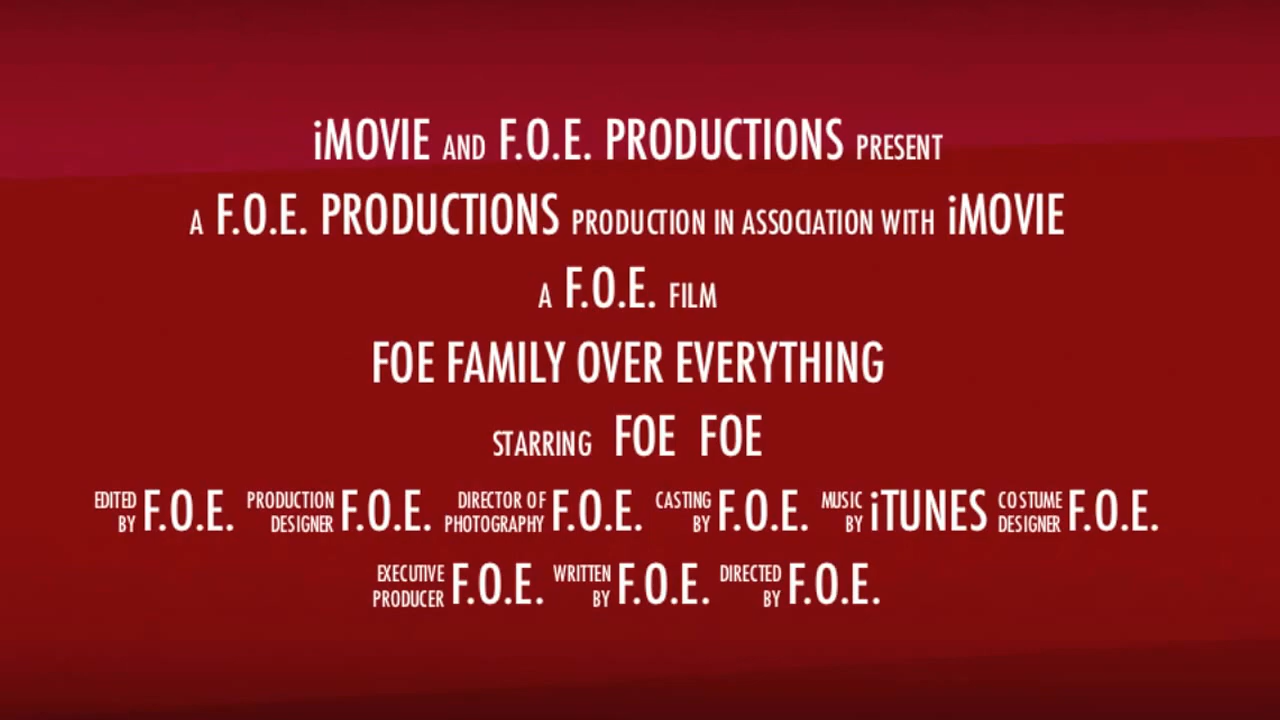 iMOVIE AND F.O.E. PRODUCTIONS PRESENT
A F.O.E. PRODUCTIONS PRODUCTION IN ASSOCIATION WITH iMOVIE
A F.O.E. FILM
FOE FAMILY OVER EVERYTHING
STARRING FOE FOE
EDITED BY F.O.E. PRODUCTION DESIGNER F.O.E. DIRECTOR OF PHOTOGRAPHY F.O.E. CASTING BY F.O.E. MUSIC BY iTUNES COSTUME DESIGNER F.O.E.
EXECUTIVE PRODUCER F.O.E. WRITTEN BY F.O.E. DIRECTED BY F.O.E.